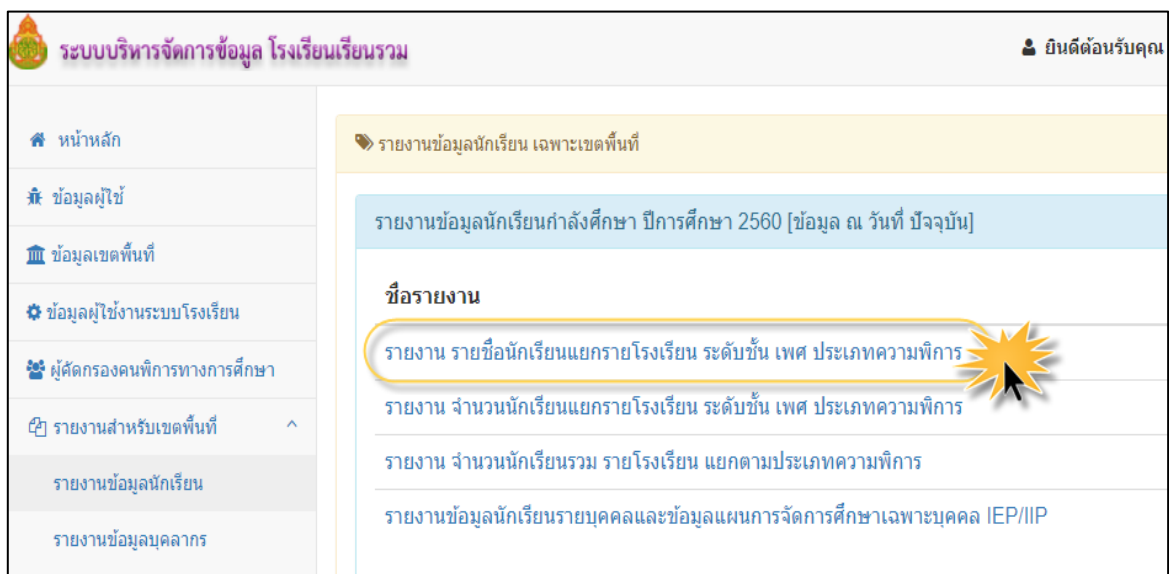 ระบบบริหารจัดการข้อมูล โรงเรียนเรียนรวม
ยินดีต้อนรับคุณ
หน้าหลัก
ข้อมูลผู้ใช้
ข้อมูลเขตพื้นที่
ข้อมูลผู้ใช้งานระบบโรงเรียน
ผู้คัดกรองคนพิการทางการศึกษา
รายงานสำหรับเขตพื้นที่
รายงานข้อมูลนักเรียน
รายงานข้อมูลบุคลากร
รายงานข้อมูลนักเรียน เฉพาะเขตพื้นที่
รายงานข้อมูลนักเรียนกำลังศึกษา ปีการศึกษา 2560 [ข้อมูล ณ วันที่ ปัจจุบัน]
ชื่อรายงาน
รายงาน รายชื่อนักเรียนแยกรายโรงเรียน ระดับชั้น เพศ ประเภทความพิการ
รายงาน จำนวนนักเรียนแยกรายโรงเรียน ระดับชั้น เพศ ประเภทความพิการ
รายงาน จำนวนนักเรียนรวม รายโรงเรียน แยกตามประเภทความพิการ
รายงานข้อมูลนักเรียนรายบุคคลและข้อมูลแผนการจัดการศึกษาเฉพาะบุคคล IEP/IIP